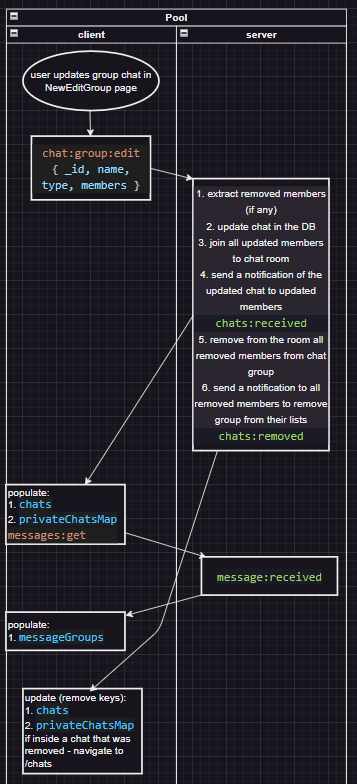 Pool
client
server
user updates group chat in
NewEditGroup page
chat:group:edit
{ _id, name,
type, members }
1. extract removed members
(if any)
2. update chat in the DB
3. join all updated members
to chat room
4. send a notification of the
updated chat to updated
members
chats:received
5. remove from the room all
removed members from chat
group
6. send a notification to all
removed members to remove
group from their lists
chats:removed
populate:
1. chats
2. privateChatsMap
messages:get
message:received
populate:
1. messageGroups
update (remove keys):
1. chats
2. privateChatsMap
if inside a chat that was
removed - navigate to
/chats